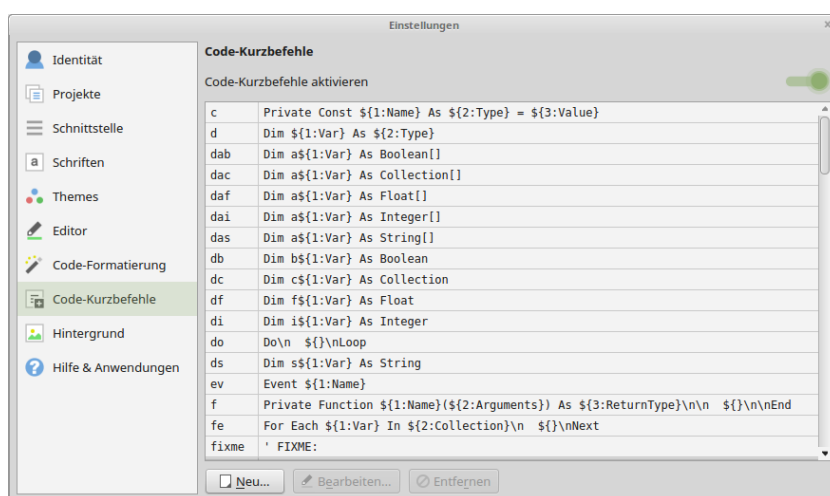 Einstellungen
Identität
Projekte
Schnittstelle
Schriften
Themes
Editor
Code-Formatierung
Code-Kurzbefehle
Hintergrund
Hilfe & Anwendungen
Code-Kurzbefehle
Code-Kurzbefehle aktivieren
c Private Const ${1:Name} As ${2:Type} = ${3:Value}
d Dim ${1:Var} As ${2:Type}
dab Dim a${1:Var} As Boolean[]
dac Dim a${1:Var} As Collection[]
daf Dim a${1:Var} As Float[]
dai Dim a${1:Var} As Integer[]
das Dim a${1:Var} As String[]
db Dim b${1:Var} As Boolean
dc Dim c${1:Var} As Collection
df Dim f${1:Var} As Float
di Dim i${1:Var} As Integer
do Do\n  ${}\nLoop
ds Dim s${1:Var} As String
ev Event ${1:Name}
f Private Function ${1:Name}(${2:Arguments}) As ${3:ReturnType}\n\n  ${}\n\nEnd
fe For Each ${1:Var} In ${2:Collection}\n  ${}\nNext
fixme ' FIXME:
Neu... Bearbeiten... Entfernen